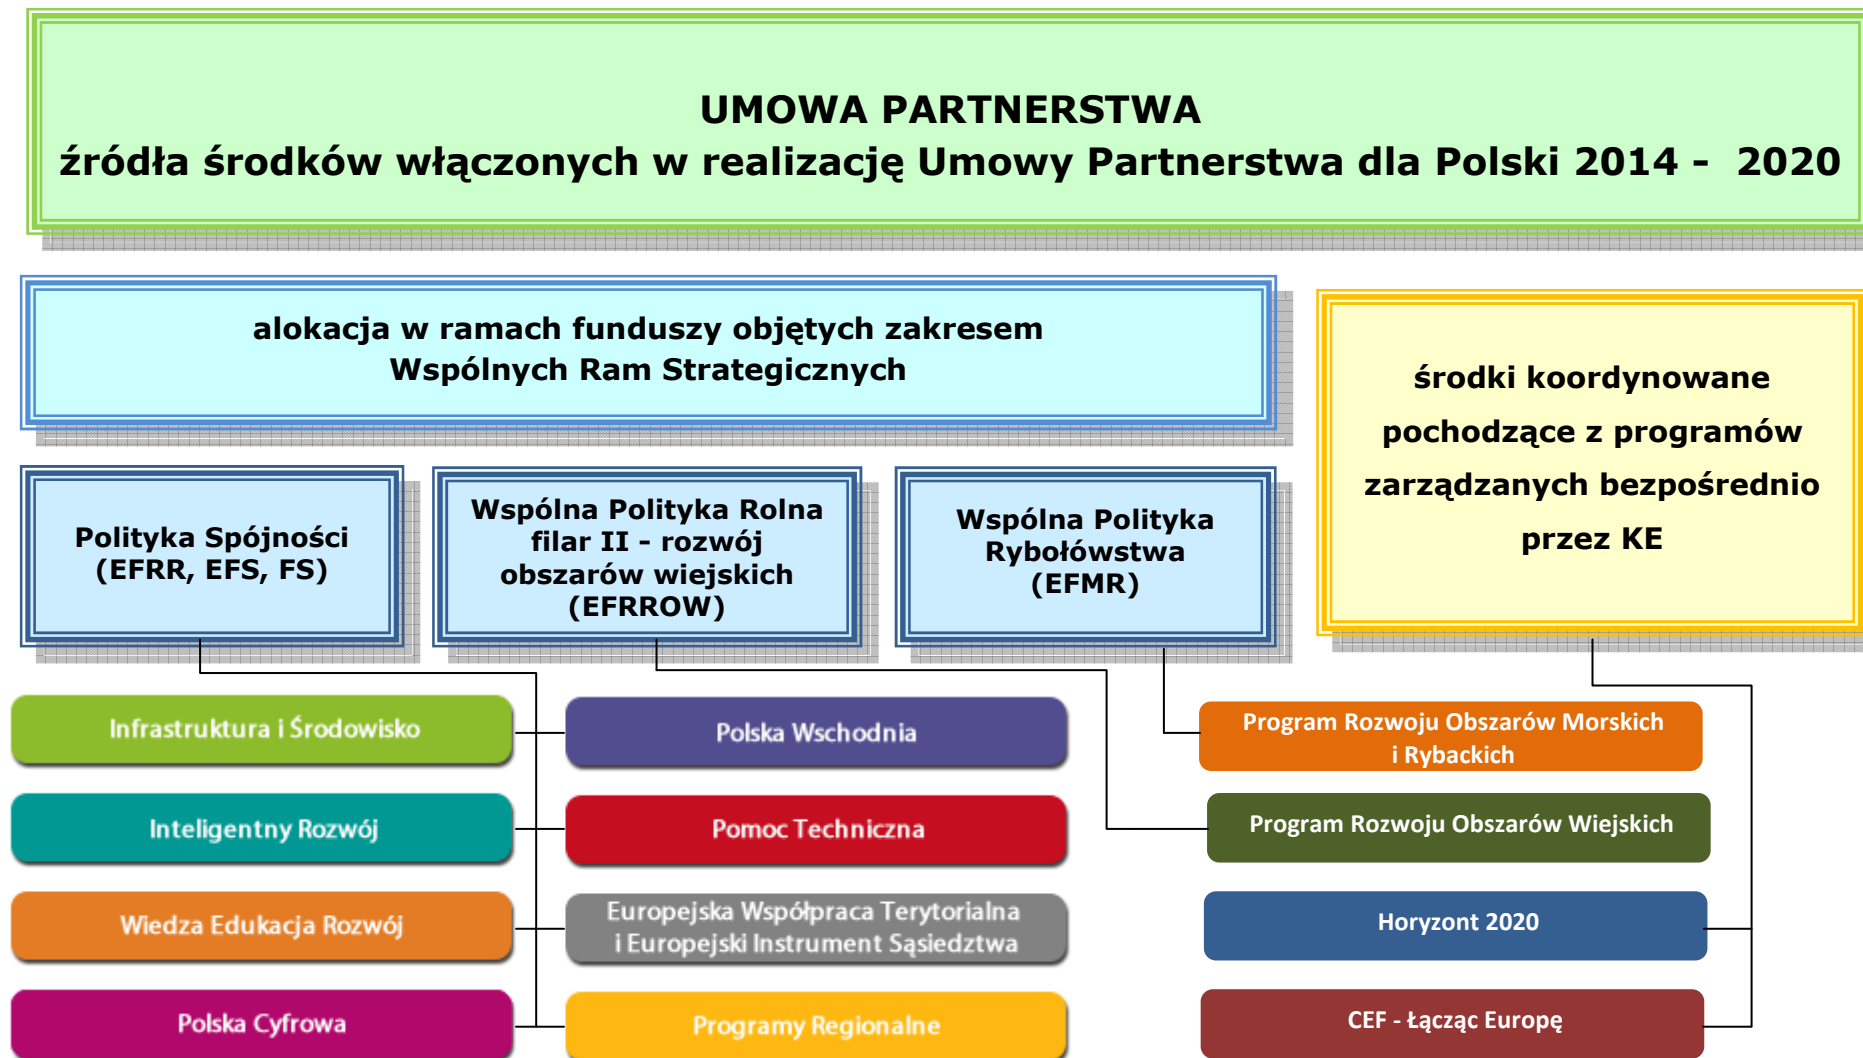 UMOWA PARTNERSTWA
źródła środków włączonych w realizację Umowy Partnerstwa dla Polski 2014 - 2020
alokacja w ramach funduszy objętych zakresem
Wspólnych Ram Strategicznych
środki koordynowane
pochodzące z programów
zarządzanych bezpośrednio
przez KE
Polityka Spójności
(EFRR, EFS, FS)
Wspólna Polityka Rolna
filar II - rozwój
obszarów wiejskich
(EFRROW)
Wspólna Polityka
Rybołówstwa
(EFMR)
Infrastruktura i Środowisko
Polska Wschodnia
Program Rozwoju Obszarów Morskich
i Rybackich
Inteligentny Rozwój
Pomoc Techniczna
Program Rozwoju Obszarów Wiejskich
Wiedza Edukacja Rozwój
Europejska Współpraca Terytorialna
i Europejski Instrument Sąsiedztwa
Horyzont 2020
Polska Cyfrowa
Programy Regionalne
CEF - Łącząc Europę